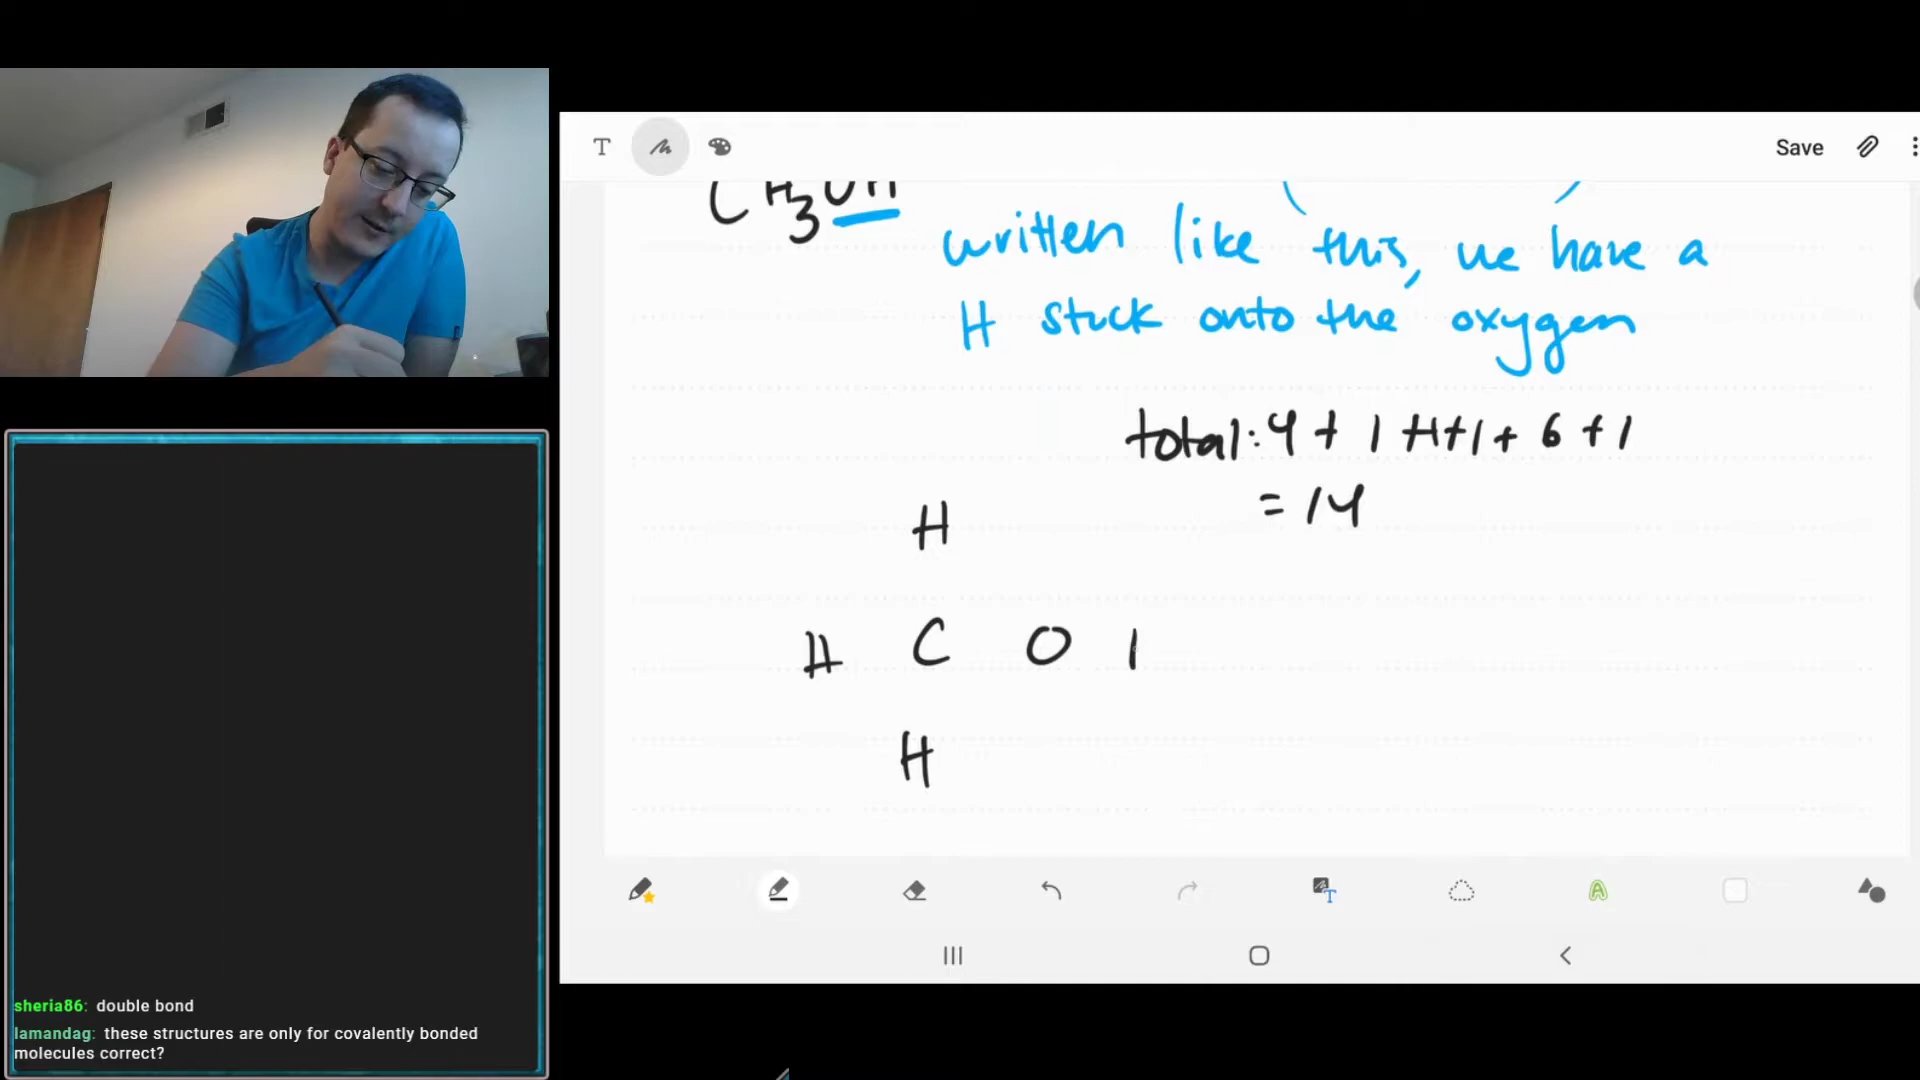 T
Save
CH3OH
written like this, we have a
H stuck onto the oxygen
total: 4 + 1 + 1 + 1 + 6 + 1
= 14
H
H C O I
H
T
A
sheria86: double bond
lamandag: these structures are only for covalently bonded
molecules correct?